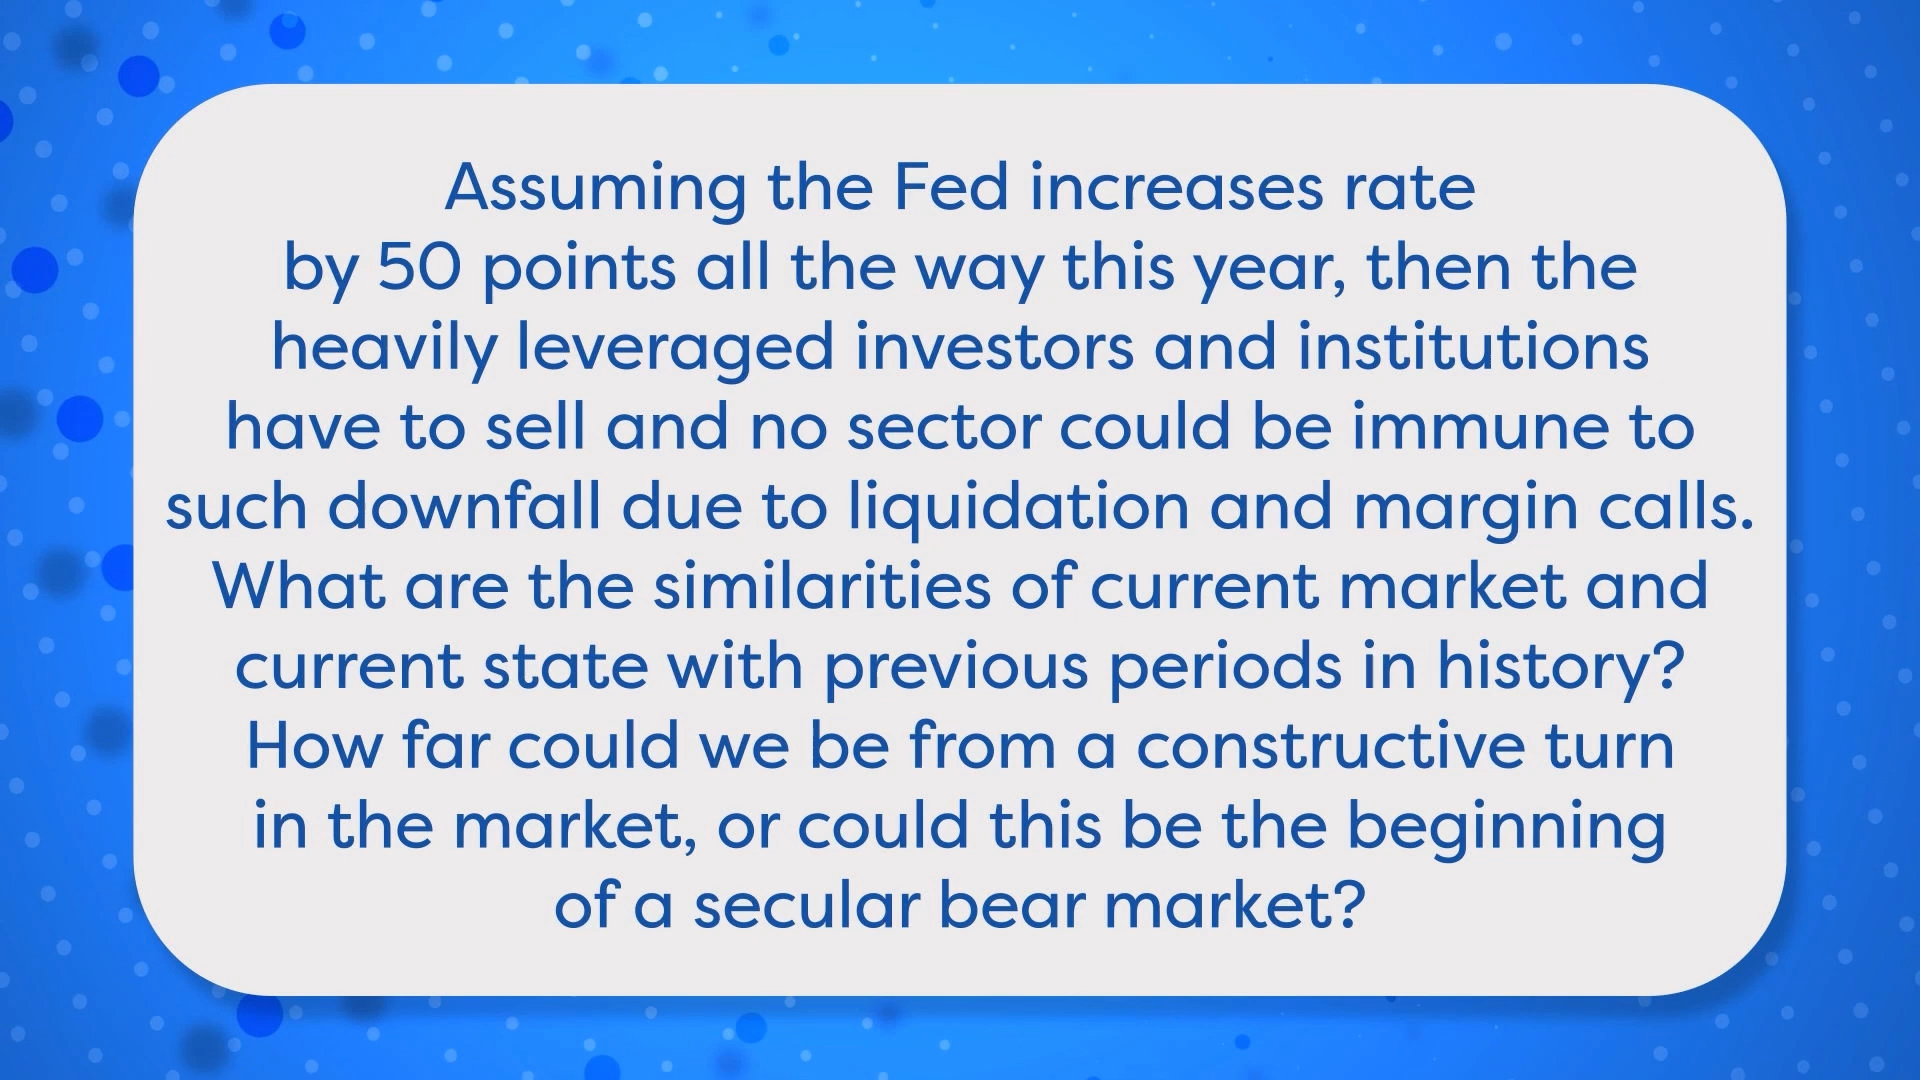 Assuming the Fed increases rate
by 50 points all the way this year, then the
heavily leveraged investors and institutions
have to sell and no sector could be immune to
such downfall due to liquidation and margin calls.
What are the similarities of current market and
current state with previous periods in history?
How far could we be from a constructive turn
in the market, or could this be the beginning
of a secular bear market?